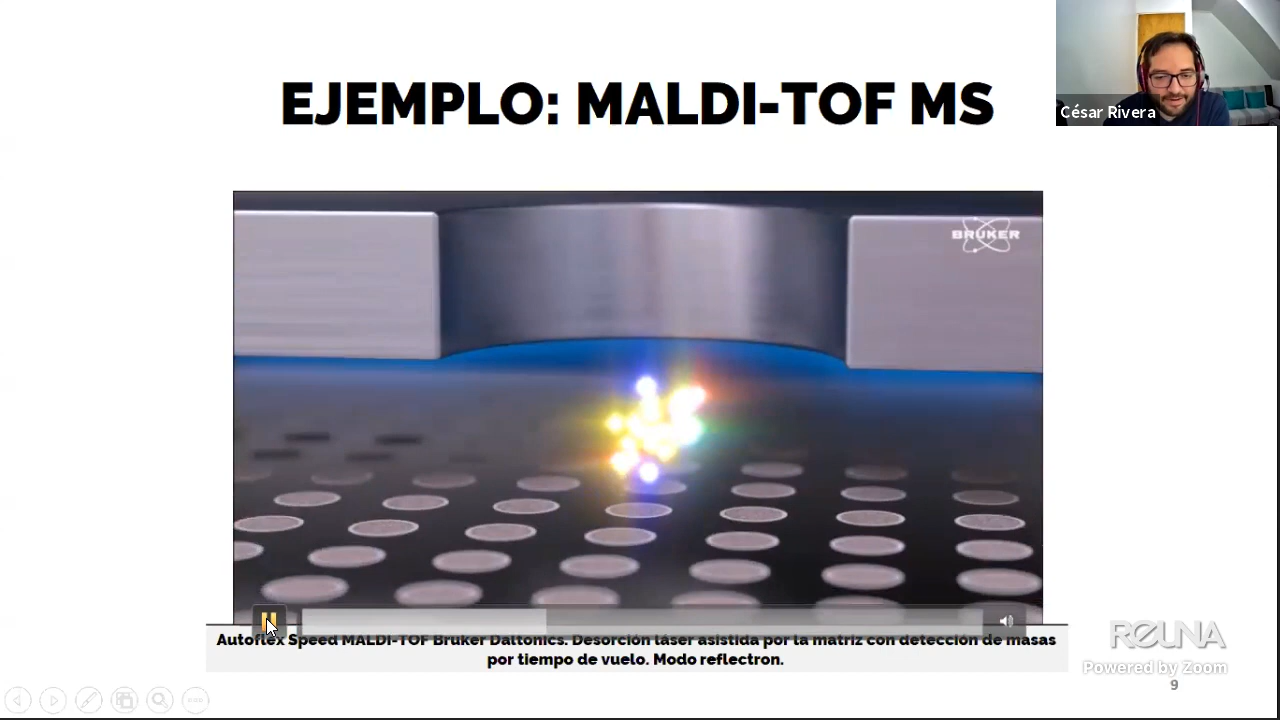 EJEMPLO: MALDI-TOF MS
César Rivera
BRUKER
Autoflex Speed MALDI-TOF Bruker Daltonics. Desorción láser asistida por la matriz con detección de masas
por tiempo de vuelo. Modo reflectron.
REUNA
Powered by Zoom
9